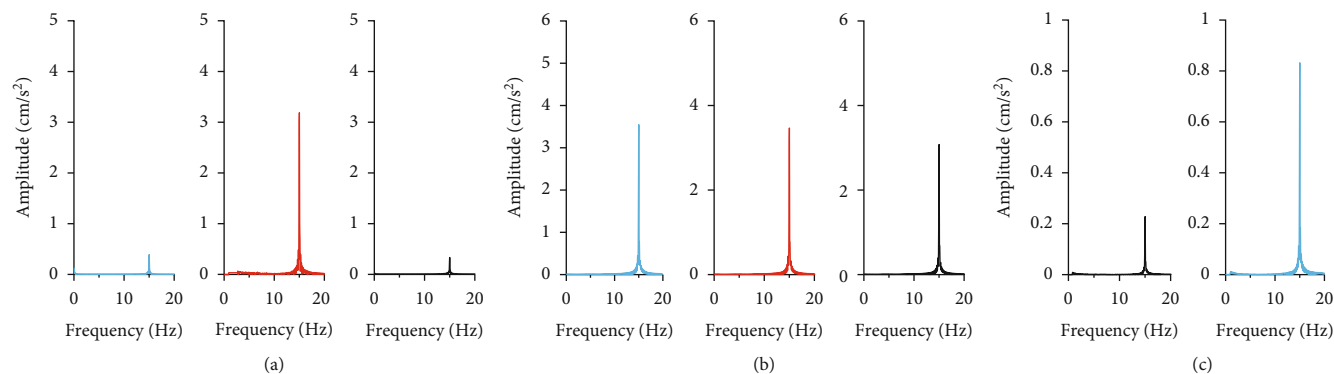 5 5 5 6 6 6 1 1
4 4 4 5 0.8 0.8
3 3 3 4 4 4 0.6 0.6
2 2 2 3 0.4 0.4
1 1 1 2 2 2 0.2 0.2
0 0 0 1 0 0
0 0 0
Amplitude (cm/s²) Amplitude (cm/s²) Amplitude (cm/s²)
0 10 20 0 10 20 0 10 20 0 10 20 0 10 20 0 10 20 0 10 20 0 10 20
Frequency (Hz) Frequency (Hz) Frequency (Hz) Frequency (Hz) Frequency (Hz) Frequency (Hz) Frequency (Hz) Frequency (Hz)
(a) (b) (c)